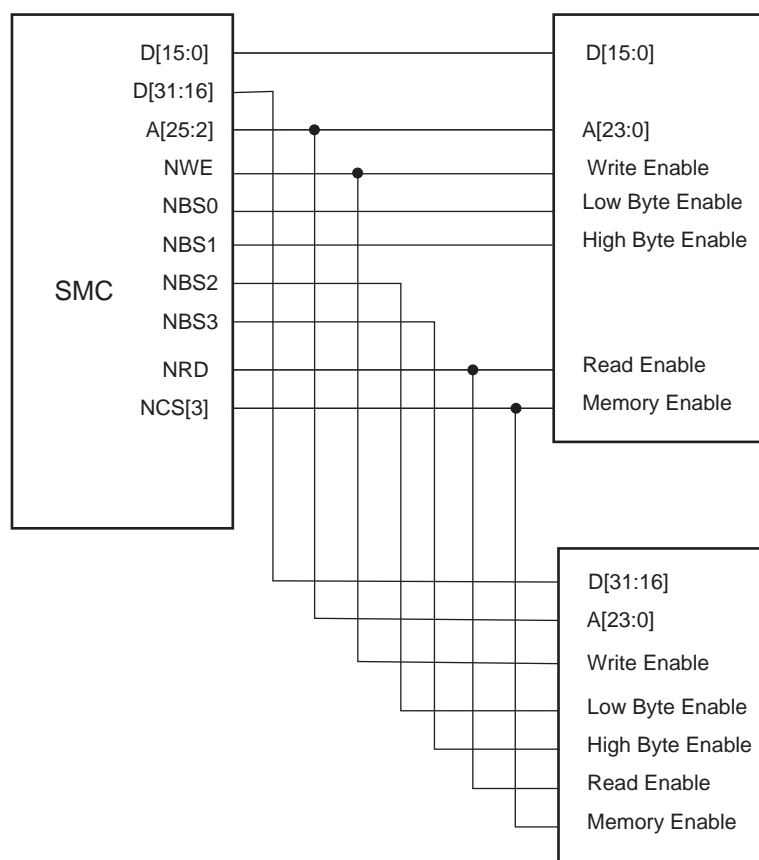 D[15:0]
D[31:16]
A[25:2]
NWE
NBS0
NBS1
NBS2
NBS3
NRD
NCS[3]
SMC
D[15:0]
A[23:0]
Write Enable
Low Byte Enable
High Byte Enable
Read Enable
Memory Enable
D[31:16]
A[23:0]
Write Enable
Low Byte Enable
High Byte Enable
Read Enable
Memory Enable